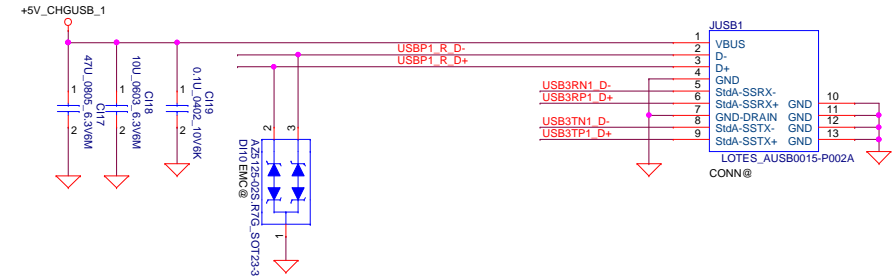 +5V_CHGUSB_1
JUSB1
USBP1_R_D-
USBP1_R_D+
USB3RN1_D-
USB3RP1_D+
USB3TN1_D-
USB3TP1_D+
1 VBUS
2 D-
3 D+
4 GND
5 StdA-SSRX-
6 StdA-SSRX+ GND 10
7 GND-DRAIN GND 11
8 StdA-SSTX- GND 12
9 StdA-SSTX+ GND 13
LOTES_AUSB0015-P002A
CONN@
1
2
CI17
47U_0805_6.3V6M
1
2
CI18
10U_0603_6.3V6M
1
2
CI19
0.1U_0402_10V6K
2
3
1
AZ5125-02S.R7G_SOT23-3
DI10 EMC@